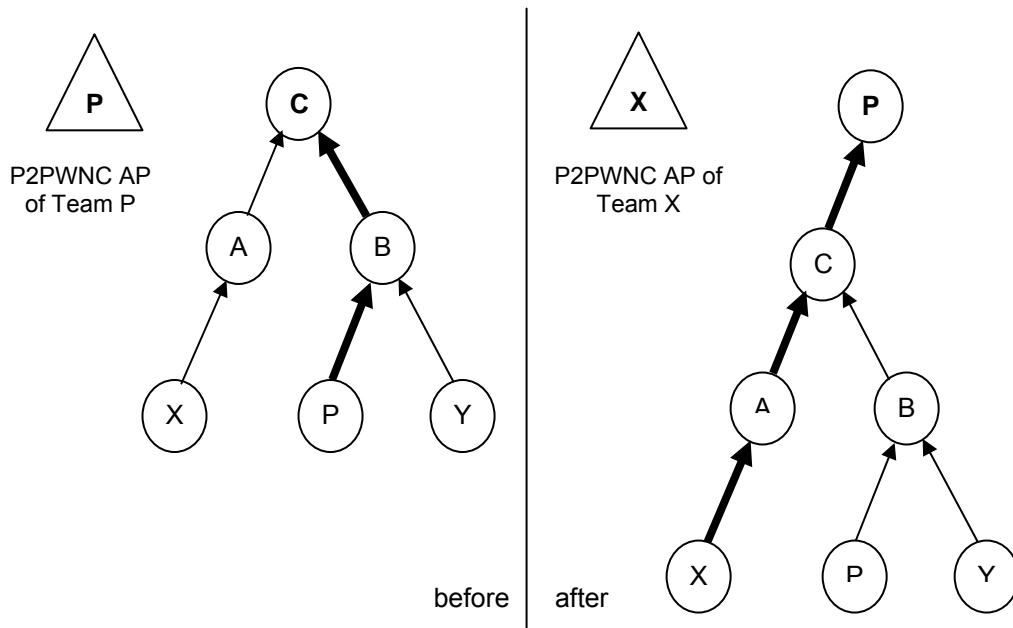 P
P2PWNC AP
of Team P
C
A
B
X
P
Y
before
X
P2PWNC AP of
Team X
P
C
A
B
X
P
Y
after